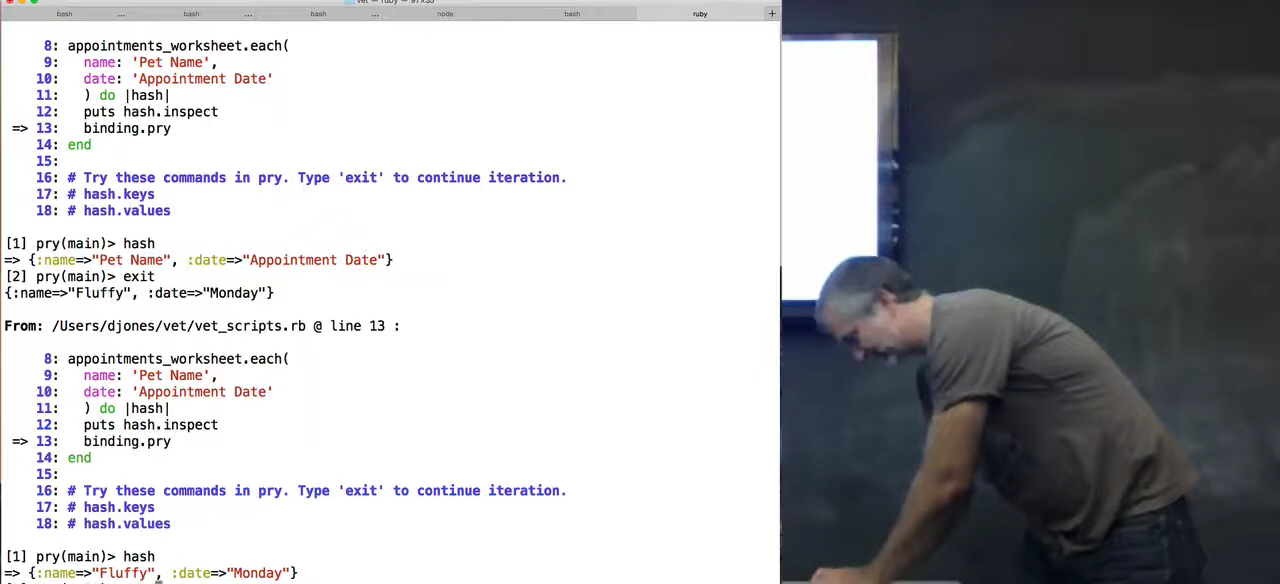 vet — ruby — 97x35
bash ... bash ... bash ... node bash ruby +
8: appointments_worksheet.each(
9: name: 'Pet Name',
10: date: 'Appointment Date'
11: ) do |hash|
12: puts hash.inspect
=> 13: binding.pry
14: end
15:
16: # Try these commands in pry. Type 'exit' to continue iteration.
17: # hash.keys
18: # hash.values
[1] pry(main)> hash
=> {:name=>"Pet Name", :date=>"Appointment Date"}
[2] pry(main)> exit
{:name=>"Fluffy", :date=>"Monday"}
From: /Users/djones/vet/vet_scripts.rb @ line 13 :
8: appointments_worksheet.each(
9: name: 'Pet Name',
10: date: 'Appointment Date'
11: ) do |hash|
12: puts hash.inspect
=> 13: binding.pry
14: end
15:
16: # Try these commands in pry. Type 'exit' to continue iteration.
17: # hash.keys
18: # hash.values
[1] pry(main)> hash
=> {:name=>"Fluffy", :date=>"Monday"}